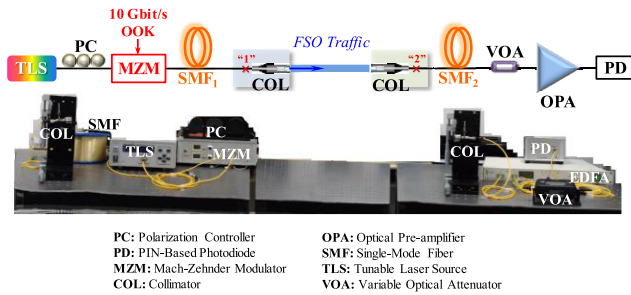 10 Gbit/s
OOK
PC
"1"
FSO Traffic
"2"
VOA
TLS
MZM
SMF1
COL
COL
SMF2
OPA
PD
SMF
COL
TLS
PC
MZM
COL
PD
EDFA
VOA
PC: Polarization Controller
OPA: Optical Pre-amplifier
PD: PIN-Based Photodiode
SMF: Single-Mode Fiber
MZM: Mach-Zehnder Modulator
TLS: Tunable Laser Source
COL: Collimator
VOA: Variable Optical Attenuator